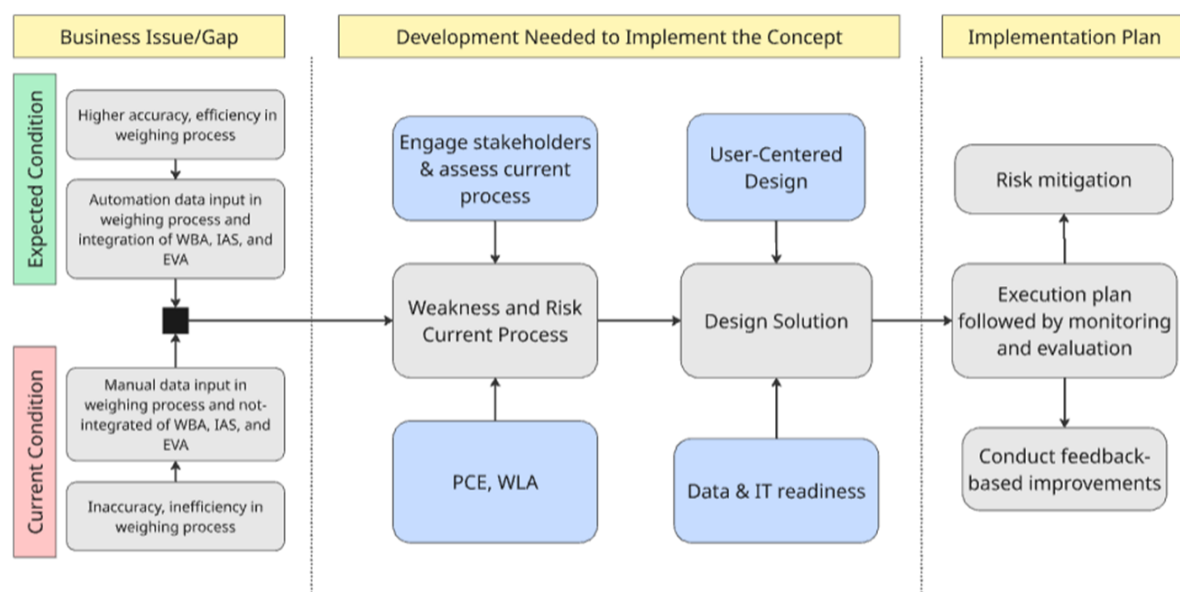 Business Issue/Gap
Development Needed to Implement the Concept
Implementation Plan
Expected Condition
Higher accuracy, efficiency in
weighing process
Automation data input in
weighing process and
integration of WBA, IAS, and
EVA
Current Condition
Manual data input in
weighing process and not-
integrated of WBA, IAS, and
EVA
Inaccuracy, inefficiency in
weighing process
Engage stakeholders
& assess current
process
Weakness and Risk
Current Process
PCE, WLA
User-Centered
Design
Design Solution
Data & IT readiness
Risk mitigation
Execution plan
followed by monitoring
and evaluation
Conduct feedback-
based improvements